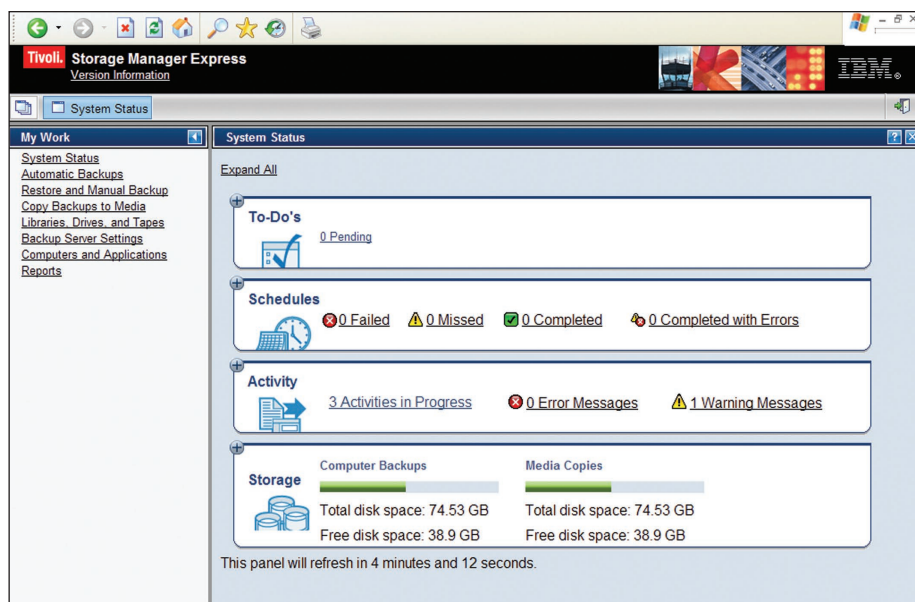 Tivoli. Storage Manager Express
Version Information
IBM®
System Status
My Work
System Status
Automatic Backups
Restore and Manual Backup
Copy Backups to Media
Libraries, Drives, and Tapes
Backup Server Settings
Computers and Applications
Reports
System Status
?
Expand All
To-Do's
0 Pending
Schedules
0 Failed
0 Missed
0 Completed
0 Completed with Errors
Activity
3 Activities in Progress
0 Error Messages
1 Warning Messages
Storage
Computer Backups
Total disk space: 74.53 GB
Free disk space: 38.9 GB
Media Copies
Total disk space: 74.53 GB
Free disk space: 38.9 GB
This panel will refresh in 4 minutes and 12 seconds.